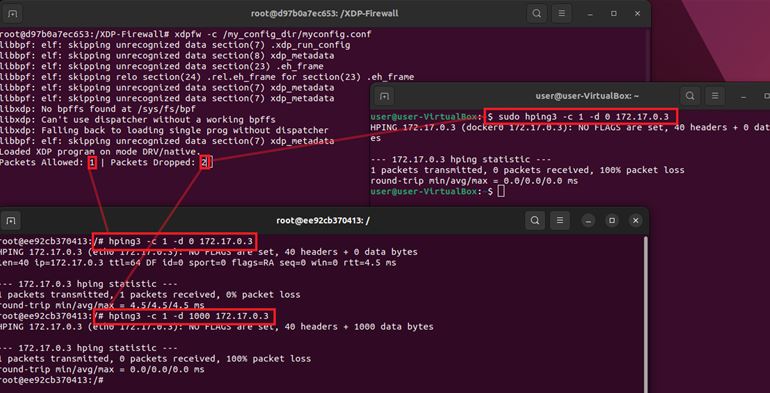 root@d97b0a7ec653: /XDP-Firewall
root@d97b0a7ec653:/XDP-Firewall# xdpfw -c /my_config_dir/myconfig.conf
libbpf: elf: skipping unrecognized data section(7) .xdp_run_config
libbpf: elf: skipping unrecognized data section(8) xdp_metadata
libbpf: elf: skipping unrecognized data section(23) .eh_frame
libbpf: elf: skipping relo section(24) .rel.eh_frame for section(23) .eh_frame
libbpf: elf: skipping unrecognized data section(7) xdp_metadata
libbpf: elf: skipping unrecognized data section(7) xdp_metadata
libxdp: No bpffs found at /sys/fs/bpf
libxdp: Can't use dispatcher without a working bpffs
libxdp: Falling back to loading single prog without dispatcher
libbpf: elf: skipping unrecognized data section(7) xdp_metadata
Loaded XDP program on mode DRV/native.
Packets Allowed: 1 | Packets Dropped: 2
user@user-VirtualBox: ~
user@user-VirtualBox:~$ sudo hping3 -c 1 -d 0 172.17.0.3
HPING 172.17.0.3 (docker0 172.17.0.3): NO FLAGS are set, 40 headers + 0 data byt
es
--- 172.17.0.3 hping statistic ---
1 packets transmitted, 0 packets received, 100% packet loss
round-trip min/avg/max = 0.0/0.0/0.0 ms
user@user-VirtualBox:~$
root@ee92cb370413: /
root@ee92cb370413:/# hping3 -c 1 -d 0 172.17.0.3
HPING 172.17.0.3 (eth0 172.17.0.3): NO FLAGS are set, 40 headers + 0 data bytes
len=40 ip=172.17.0.3 ttl=64 DF id=0 sport=0 flags=RA seq=0 win=0 rtt=4.5 ms
--- 172.17.0.3 hping statistic ---
1 packets transmitted, 1 packets received, 0% packet loss
round-trip min/avg/max = 4.5/4.5/4.5 ms
root@ee92cb370413:/# hping3 -c 1 -d 1000 172.17.0.3
HPING 172.17.0.3 (eth0 172.17.0.3): NO FLAGS are set, 40 headers + 1000 data bytes
--- 172.17.0.3 hping statistic ---
1 packets transmitted, 0 packets received, 100% packet loss
round-trip min/avg/max = 0.0/0.0/0.0 ms
root@ee92cb370413:/#